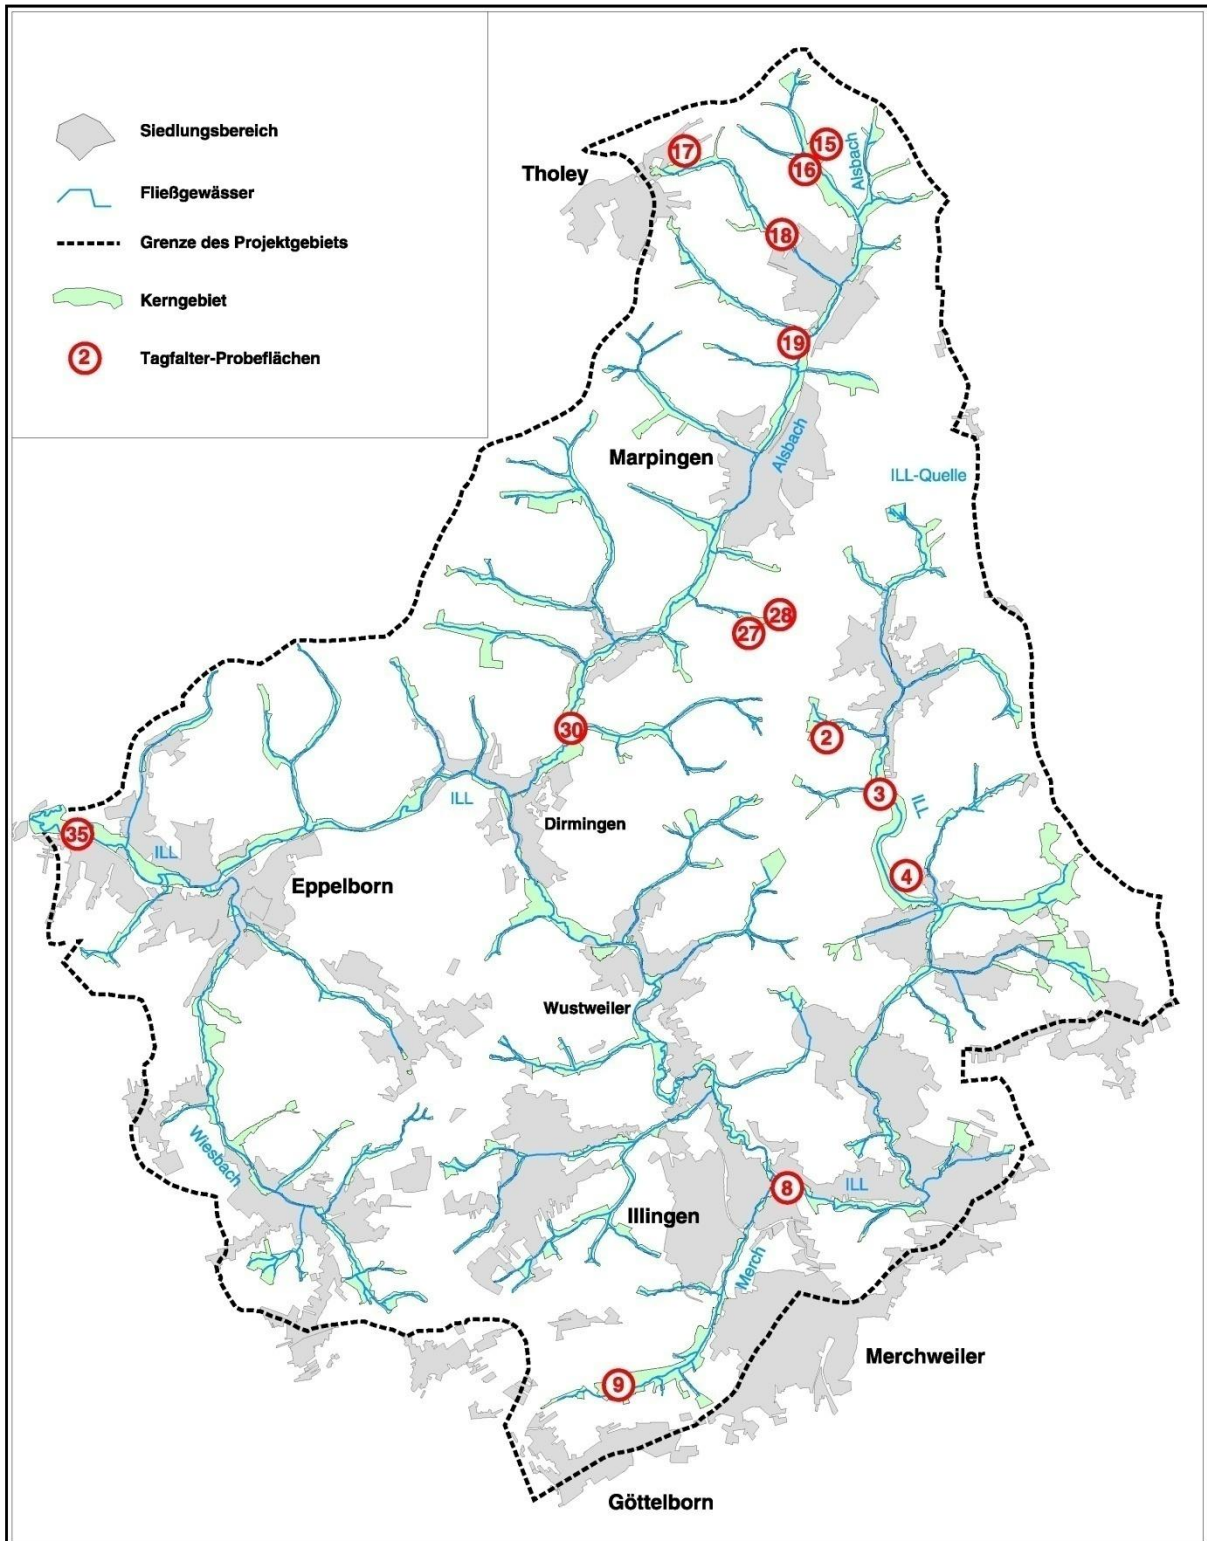 Siedlungsbereich
Fließgewässer
Grenze des Projektgebiets
Kerngebiet
2
Tagfalter-Probeflächen
15
17
16
Tholey
Alsbach
18
19
Marpingen
Alsbach
ILL-Quelle
28
27
30
2
3
ILL
ILL
Dirmingen
35
ILL
4
Eppelborn
Wustweiler
Wiesbach
8
ILL
Illingen
Merch
Merchweiler
9
Göttelborn